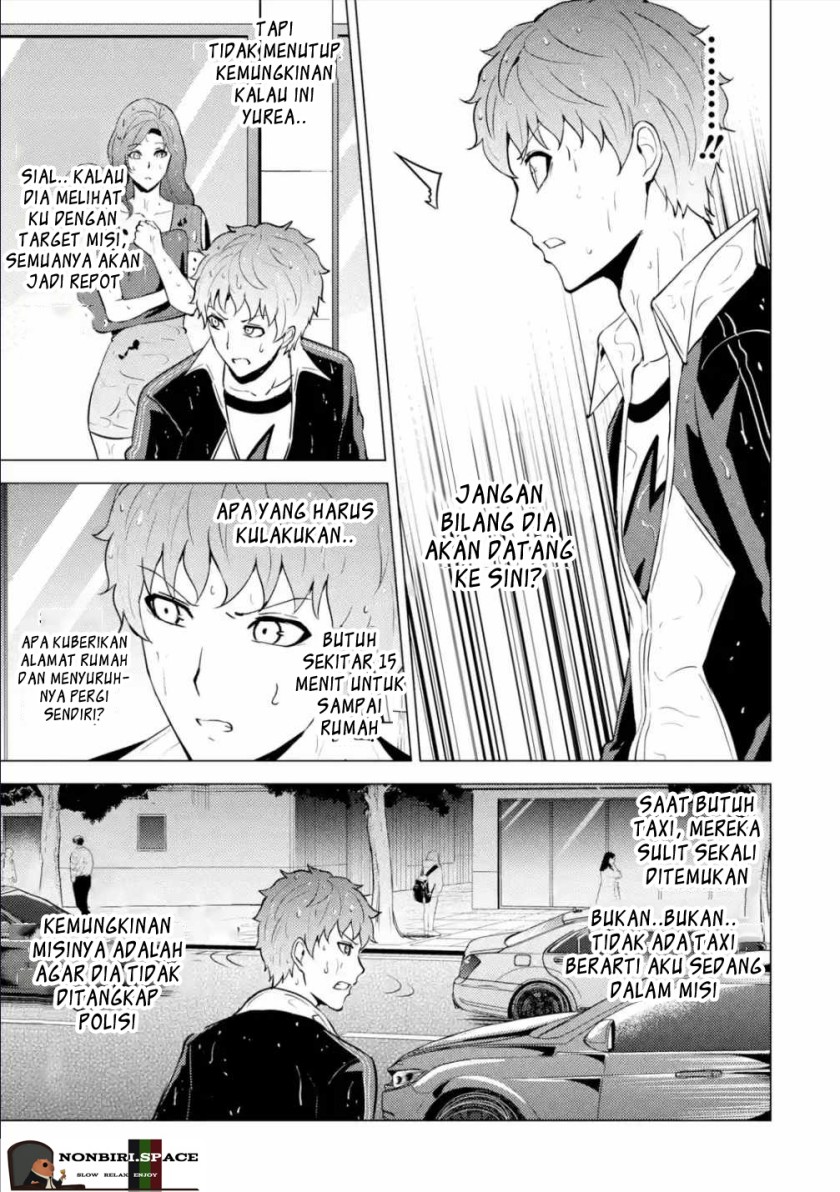 !!
JANGAN
BILANG DIA
AKAN DATANG
KE SINI?
TAPI
TIDAK MENUTUP
KEMUNGKINAN
KALAU INI
YUREA..
SIAL.. KALAU
DIA MELIHAT
KU DENGAN
TARGET MISI,
SEMUANYA AKAN
JADI REPOT
APA YANG HARUS
KULAKUKAN..
BUTUH
SEKITAR 15
MENIT UNTUK
SAMPAI
RUMAH
APA KUBERIKAN
ALAMAT RUMAH
DAN MENYURUH-
NYA PERGI
SENDIRI?
SAAT BUTUH
TAXI, MEREKA
SULIT SEKALI
DITEMUKAN
BUKAN..BUKAN..
TIDAK ADA TAXI
BERARTI AKU SEDANG
DALAM MISI
KEMUNGKINAN
MISINYA ADALAH
AGAR DIA TIDAK
DITANGKAP
POLISI
NONBIRI.SPACE
SLOW RELAX ENJOY